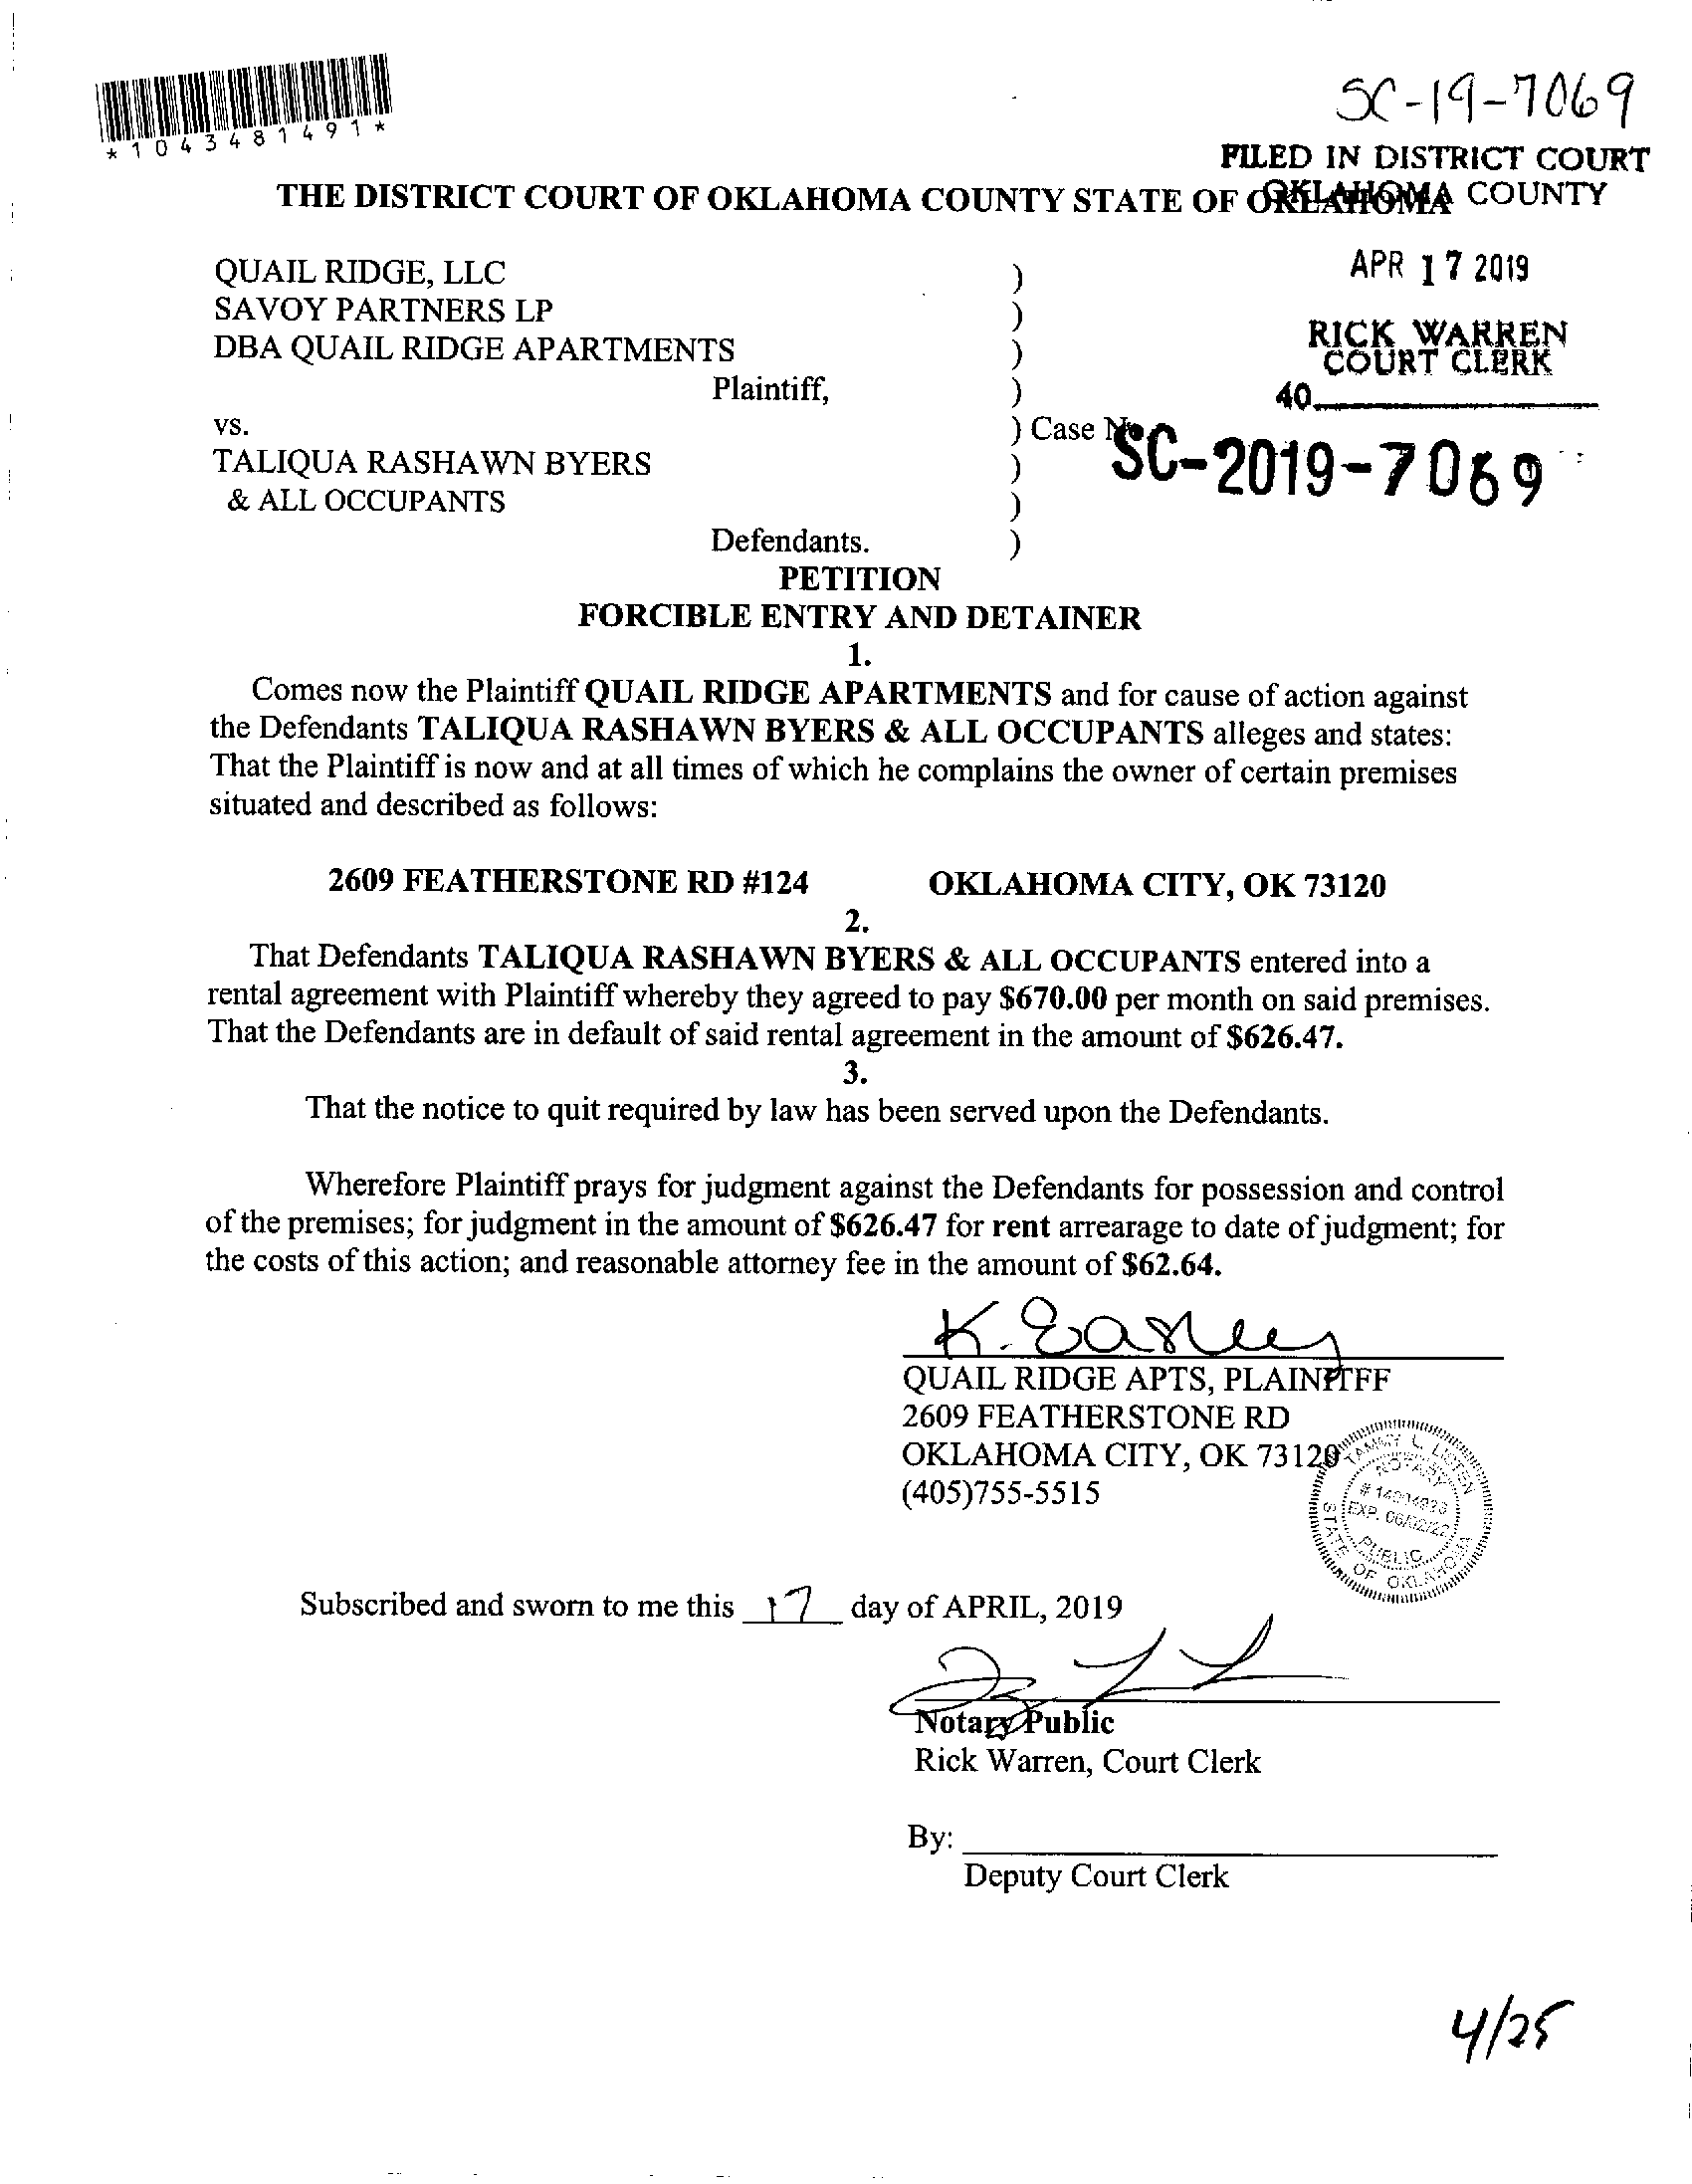 SC-19-7069
*1043481491*
FILED IN DISTRICT COURT
OKLAHOMA COUNTY
THE DISTRICT COURT OF OKLAHOMA COUNTY STATE OF OKLAHOMA
APR 17 2019
RICK WARREN
COURT CLERK
40
QUAIL RIDGE, LLC )
SAVOY PARTNERS LP )
DBA QUAIL RIDGE APARTMENTS )
Plaintiff, )
vs. ) Case No.
SC-2019-7069
TALIQUA RASHAWN BYERS )
& ALL OCCUPANTS )
Defendants. )
PETITION
FORCIBLE ENTRY AND DETAINER
1.
Comes now the Plaintiff QUAIL RIDGE APARTMENTS and for cause of action against
the Defendants TALIQUA RASHAWN BYERS & ALL OCCUPANTS alleges and states:
That the Plaintiff is now and at all times of which he complains the owner of certain premises
situated and described as follows:
2609 FEATHERSTONE RD #124 OKLAHOMA CITY, OK 73120
2.
That Defendants TALIQUA RASHAWN BYERS & ALL OCCUPANTS entered into a
rental agreement with Plaintiff whereby they agreed to pay $670.00 per month on said premises.
That the Defendants are in default of said rental agreement in the amount of $626.47.
3.
That the notice to quit required by law has been served upon the Defendants.
Wherefore Plaintiff prays for judgment against the Defendants for possession and control
of the premises; for judgment in the amount of $626.47 for rent arrearage to date of judgment; for
the costs of this action; and reasonable attorney fee in the amount of $62.64.
K. Earley
QUAIL RIDGE APTS, PLAINTIFF
2609 FEATHERSTONE RD
OKLAHOMA CITY, OK 73120
(405)755-5515
TAMMY L.
NOTARY
EXP.
PUBLIC
STATE OF OKLAHOMA
Subscribed and sworn to me this 17 day of APRIL, 2019
Notary Public
Rick Warren, Court Clerk
By:
Deputy Court Clerk
4/25